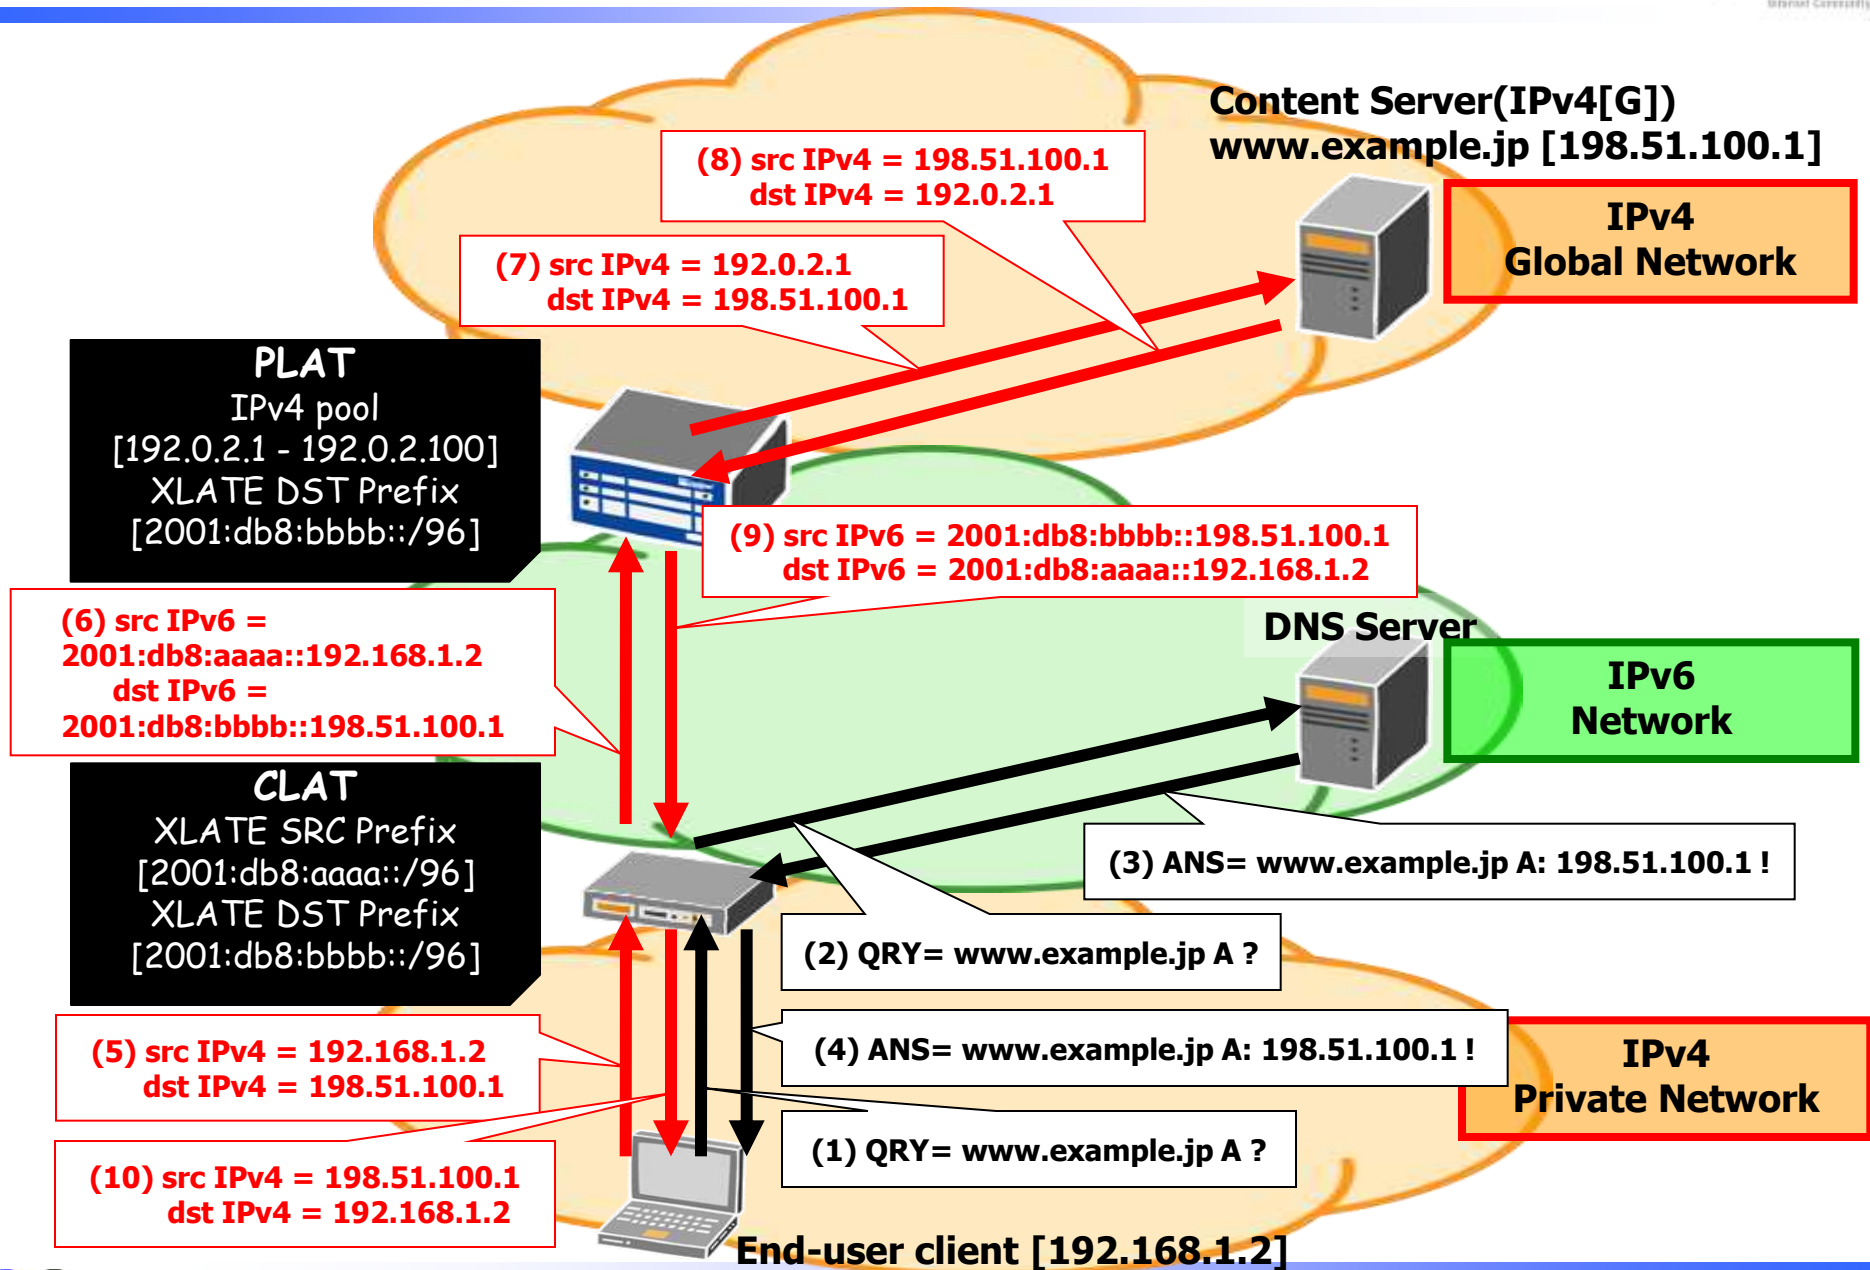 Content Server(IPv4[G])
www.example.jp [198.51.100.1]
(8) src IPv4 = 198.51.100.1
dst IPv4 = 192.0.2.1
IPv4
Global Network
(7) src IPv4 = 192.0.2.1
dst IPv4 = 198.51.100.1
PLAT
IPv4 pool
[192.0.2.1 - 192.0.2.100]
XLATE DST Prefix
[2001:db8:bbbb::/96]
(9) src IPv6 = 2001:db8:bbbb::198.51.100.1
dst IPv6 = 2001:db8:aaaa::192.168.1.2
(6) src IPv6 =
2001:db8:aaaa::192.168.1.2
dst IPv6 =
2001:db8:bbbb::198.51.100.1
DNS Server
IPv6
Network
CLAT
XLATE SRC Prefix
[2001:db8:aaaa::/96]
XLATE DST Prefix
[2001:db8:bbbb::/96]
(3) ANS= www.example.jp A: 198.51.100.1 !
(2) QRY= www.example.jp A ?
(5) src IPv4 = 192.168.1.2
dst IPv4 = 198.51.100.1
(4) ANS= www.example.jp A: 198.51.100.1 !
IPv4
Private Network
(1) QRY= www.example.jp A ?
(10) src IPv4 = 198.51.100.1
dst IPv4 = 192.168.1.2
End-user client [192.168.1.2]